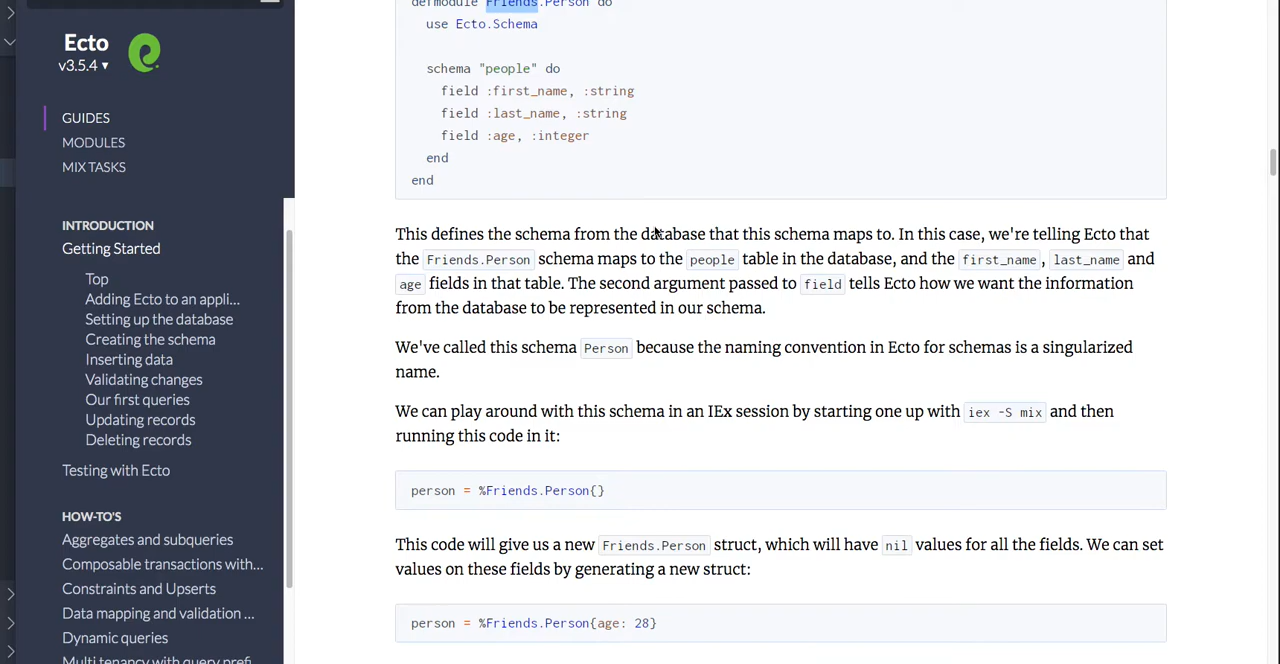 Ecto
v3.5.4 ▾
GUIDES
MODULES
MIX TASKS
INTRODUCTION
Getting Started
Top
Adding Ecto to an appli...
Setting up the database
Creating the schema
Inserting data
Validating changes
Our first queries
Updating records
Deleting records
Testing with Ecto
HOW-TO'S
Aggregates and subqueries
Composable transactions with...
Constraints and Upserts
Data mapping and validation ...
Dynamic queries
Multi tenancy with query prefi...
defmodule Friends.Person do
use Ecto.Schema
schema "people" do
field :first_name, :string
field :last_name, :string
field :age, :integer
end
end
This defines the schema from the database that this schema maps to. In this case, we're telling Ecto that
the Friends.Person schema maps to the people table in the database, and the first_name, last_name and
age fields in that table. The second argument passed to field tells Ecto how we want the information
from the database to be represented in our schema.
We've called this schema Person because the naming convention in Ecto for schemas is a singularized
name.
We can play around with this schema in an IEx session by starting one up with iex -S mix and then
running this code in it:
person = %Friends.Person{}
This code will give us a new Friends.Person struct, which will have nil values for all the fields. We can set
values on these fields by generating a new struct:
person = %Friends.Person{age: 28}